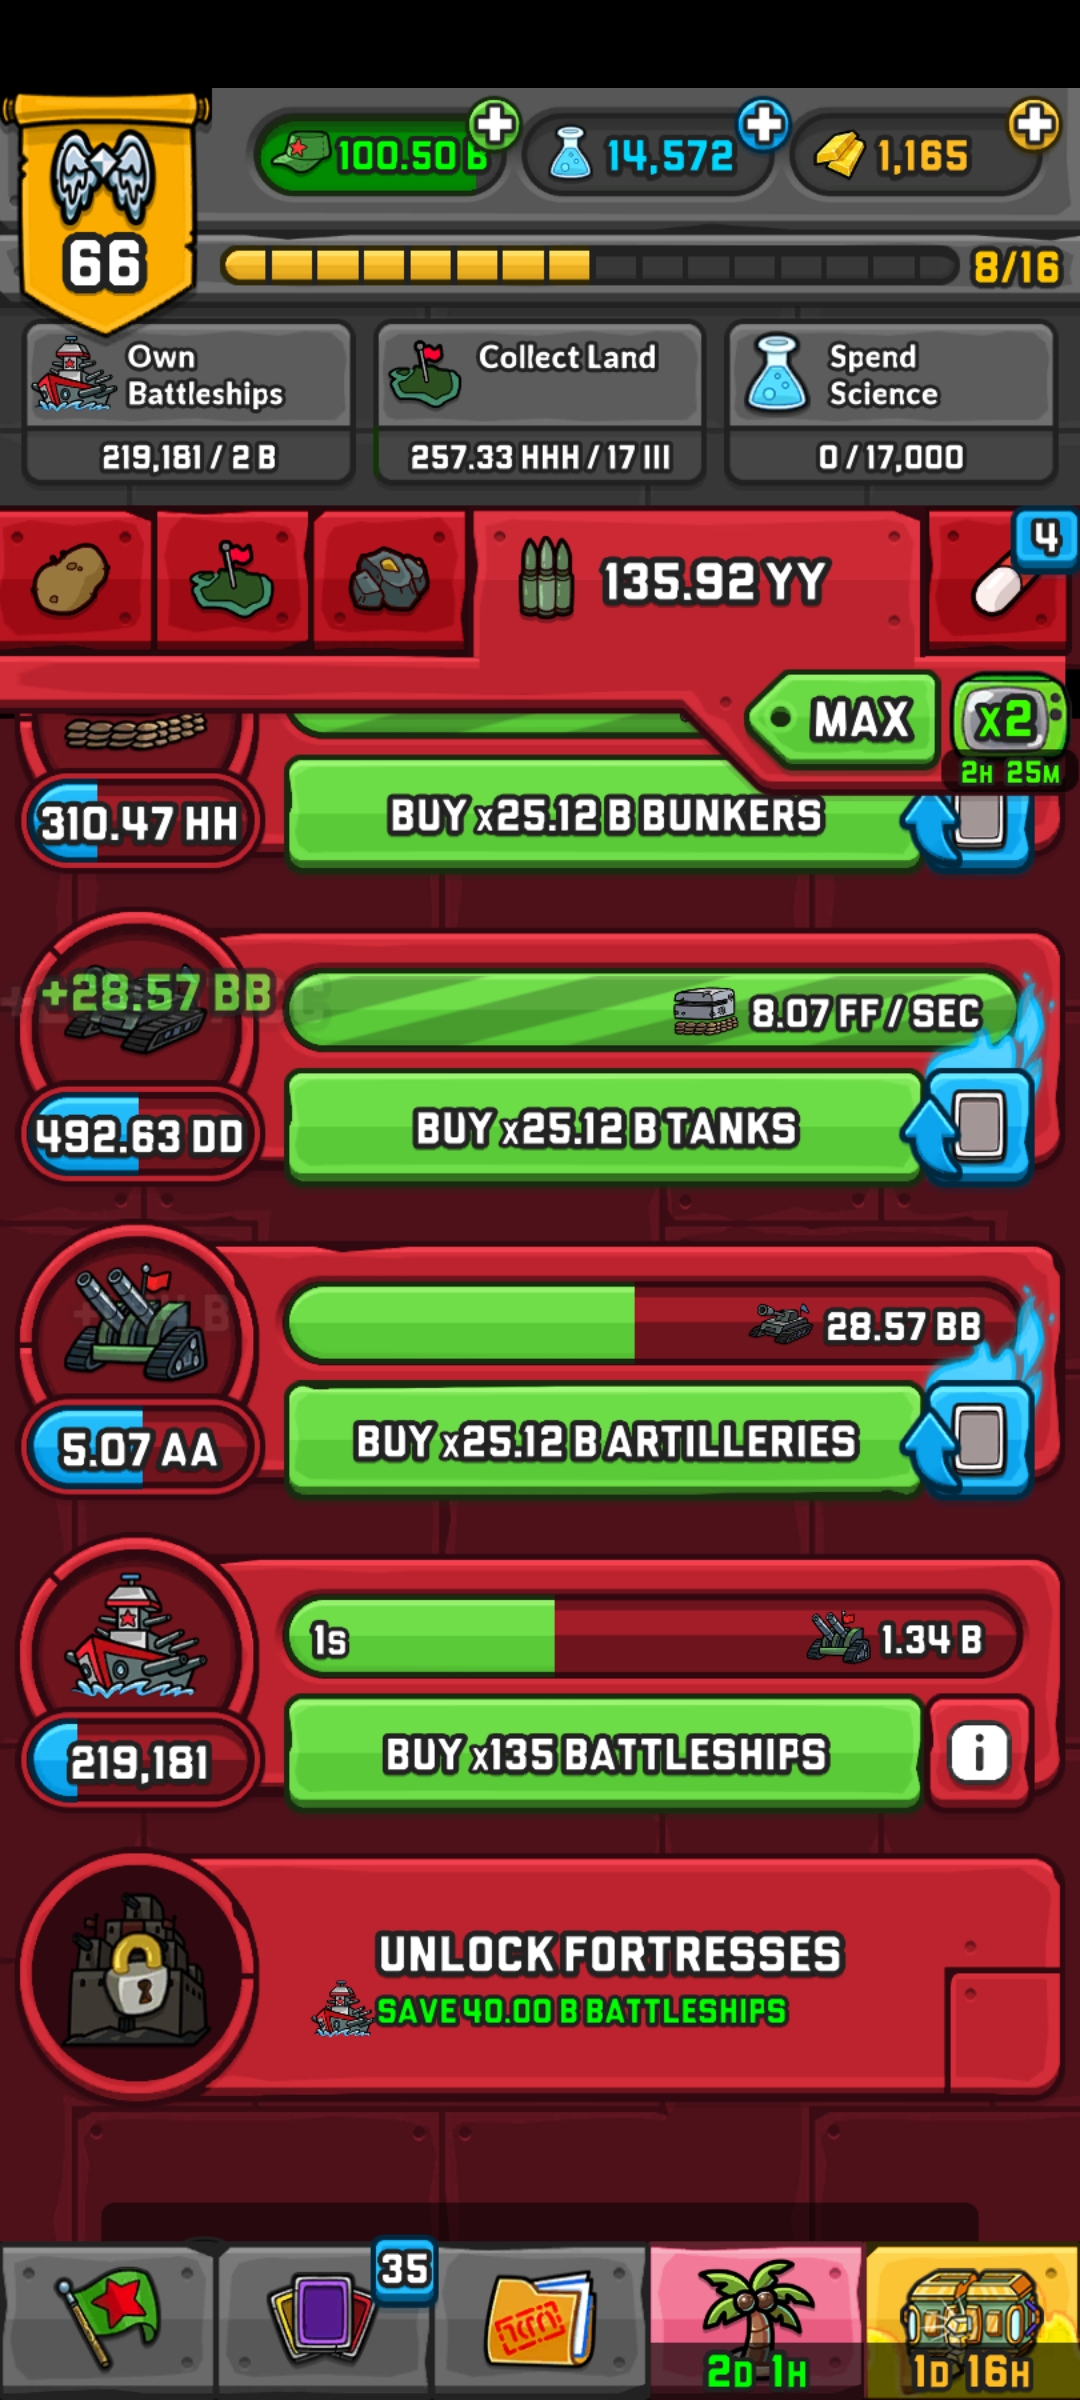 100.50 B
14,572
1,165
66
8/16
Own
Battleships
219,181 / 2 B
Collect Land
257.33 HHH / 17 III
Spend
Science
0 / 17,000
135.92 YY
4
MAX
x2
2H 25M
310.47 HH
BUY x25.12 B BUNKERS
+28.57 BB
8.07 FF / SEC
492.63 DD
BUY x25.12 B TANKS
28.57 BB
5.07 AA
BUY x25.12 B ARTILLERIES
1s
1.34 B
219,181
BUY x135 BATTLESHIPS
i
UNLOCK FORTRESSES
SAVE 40.00 B BATTLESHIPS
35
2D 1H
1D 16H